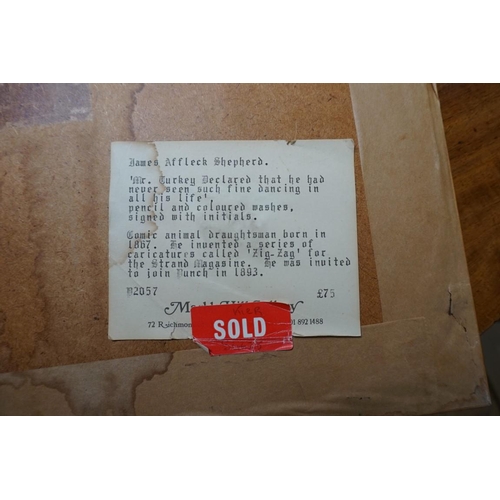 James Affleck Shepherd.
'Mr. Turkey Declared that he had
never seen such fine dancing in
all his life',
pencil and coloured washes,
signed with initials.
Comic animal draughtsman born in
1867. He invented a series of
caricatures called 'Zig-Zag' for
the Strand Magazine. He was invited
to join Punch in 1893.
£75
72 892 1488
SOLD